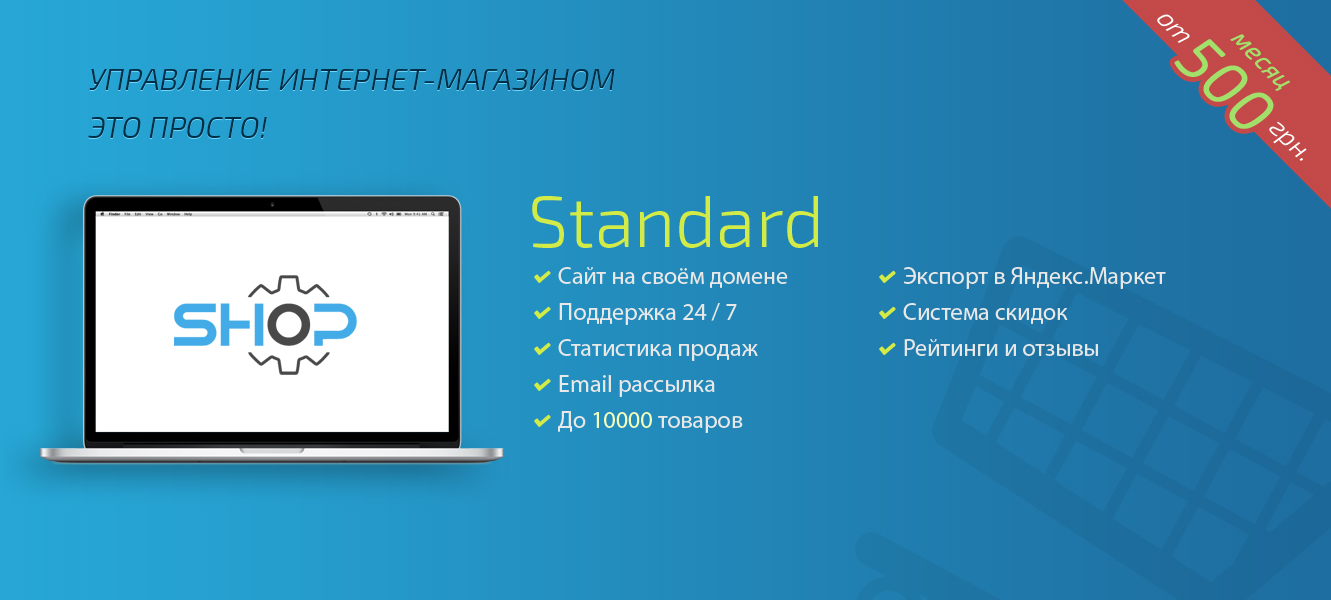 УПРАВЛЕНИЕ ИНТЕРНЕТ-МАГАЗИНОМ
ЭТО ПРОСТО!
месяц
от 500 грн.
SHOP
Standard
Сайт на своём домене
Поддержка 24 / 7
Статистика продаж
Email рассылка
До 10000 товаров
Экспорт в Яндекс.Маркет
Система скидок
Рейтинги и отзывы